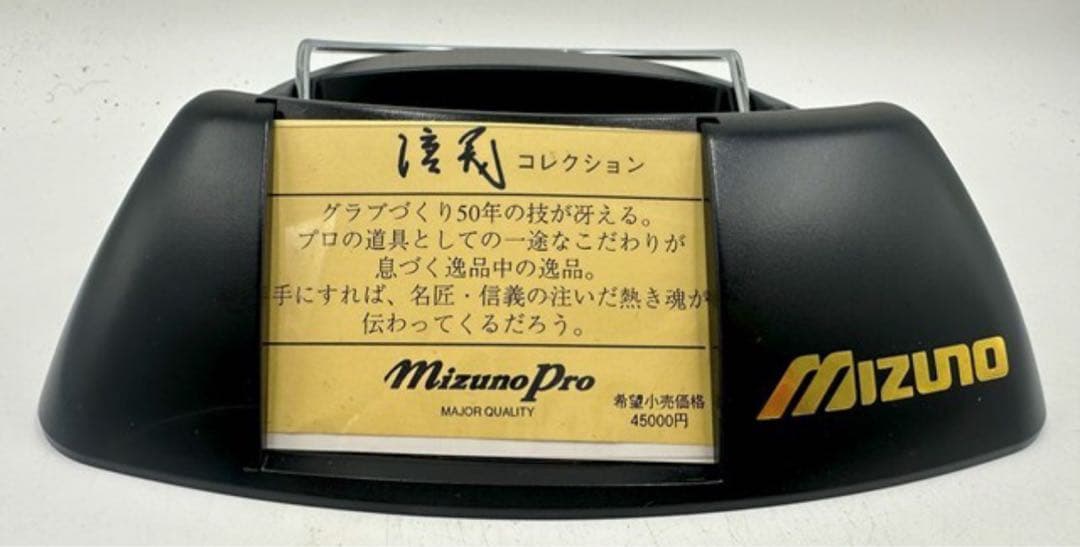 信義 コレクション
グラブづくり50年の技が冴える。
プロの道具としての一途なこだわりが
息づく逸品中の逸品。
手にすれば、名匠・信義の注いだ熱き魂が
伝わってくるだろう。
MizunoPro
MAJOR QUALITY
希望小売価格
45000円
MIZUNO